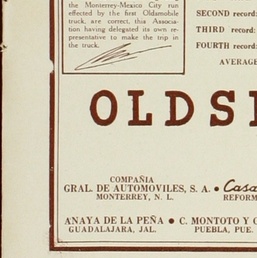 the Monterrey-Mexico City run
effected by the first Oldsmobile
truck, are correct, this Associa-
tion having delegated its own re-
presentative to make the trip in
the truck.
SECOND record:
THIRD record:
FOURTH record:
AVERAGE
OLDS
COMPAÑIA
GRAL. DE AUTOMOVILES, S. A. • Casa
MONTERREY, N. L.
REFORM
ANAYA DE LA PEÑA • C. MONTOTO Y C
GUADALAJARA, JAL.
PUEBLA, PUE.